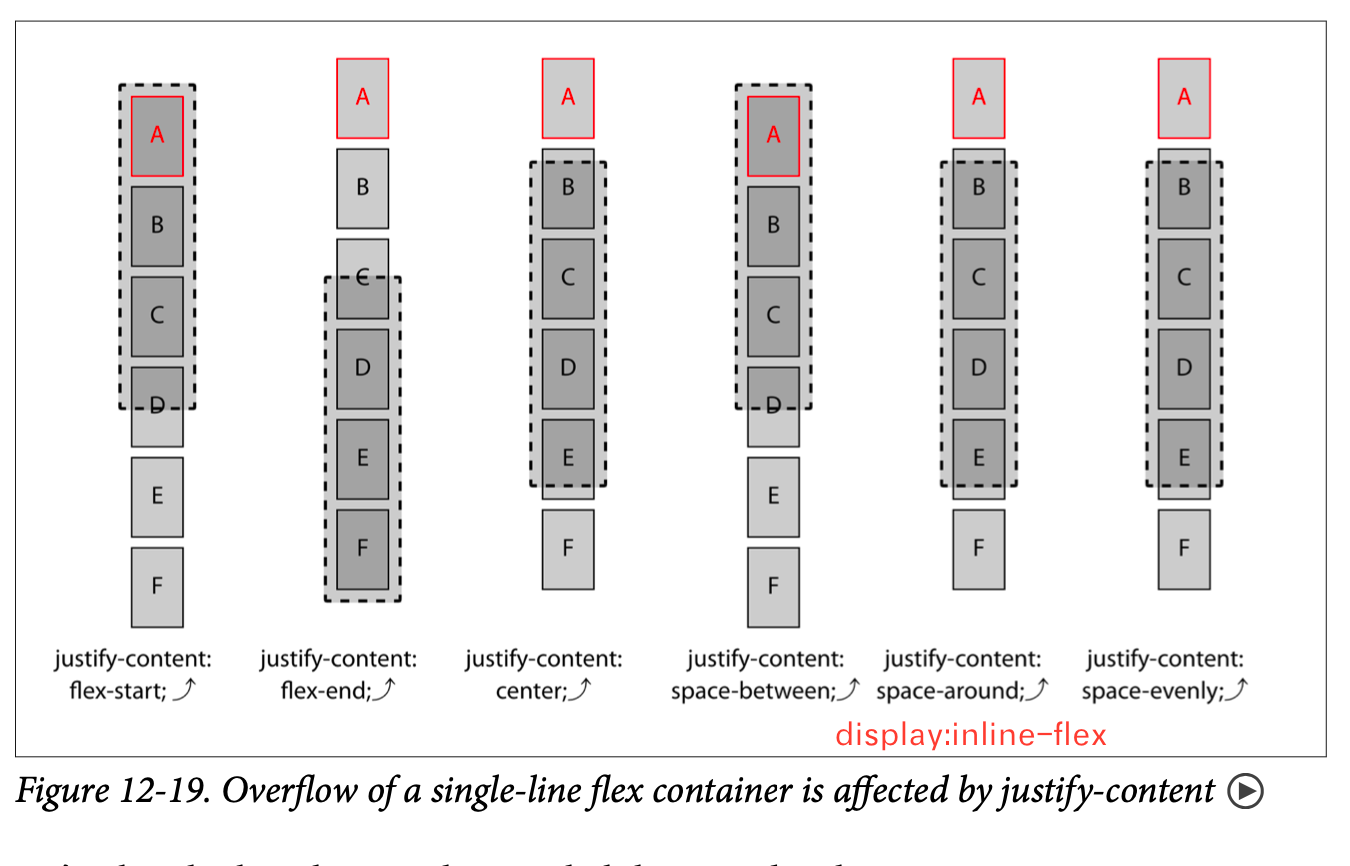 A
B
C
D
E
F
A
B
C
D
E
F
A
B
C
D
E
F
A
B
C
D
E
F
A
B
C
D
E
F
A
B
C
D
E
F
justify-content:
flex-start;
justify-content:
flex-end;
justify-content:
center;
justify-content:
space-between;
justify-content:
space-around;
justify-content:
space-evenly;
display:inline-flex
Figure 12-19. Overflow of a single-line flex container is affected by justify-content